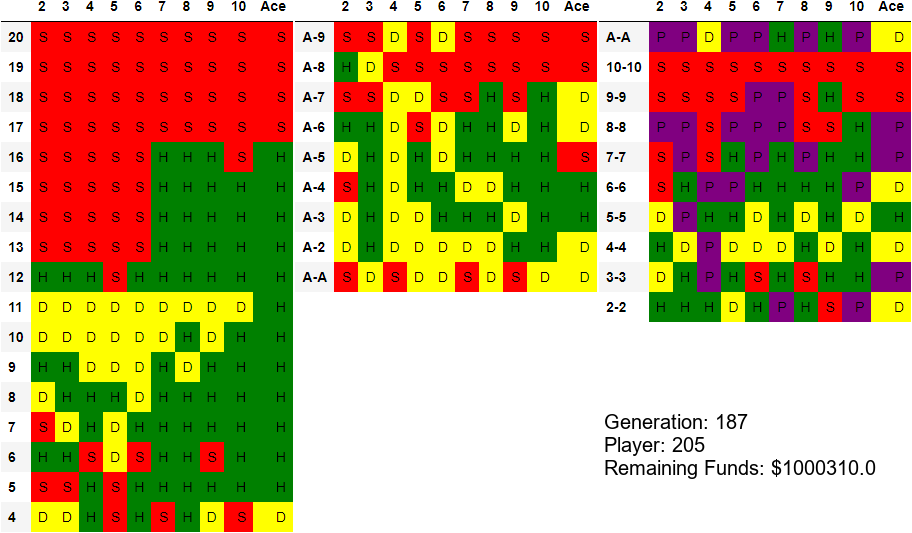 2 3 4 5 6 7 8 9 10 Ace
20 S S S S S S S S S S
19 S S S S S S S S S S
18 S S S S S S S S S S
17 S S S S S S S S S S
16 S S S S S H H H S H
15 S S S S S H H H H H
14 S S S S S H H H H H
13 S S S S S H H H H H
12 H H H S H H H H H H
11 D D D D D D D D D H
10 D D D D D D H D H H
9 H H D D D H D H H H
8 D H H H D H H H H H
7 S D H D H H H H H H
6 H H S D S H H S H H
5 S S H S H H H H H H
4 D D H S H S H D S D
2 3 4 5 6 7 8 9 10 Ace
A-9 S S D S D S S S S S
A-8 H D S S S S S S S S
A-7 S S D D S S H S H D
A-6 H H D S D H H D H D
A-5 D H D H D H H H H S
A-4 S H D H H D D H H H
A-3 D H D D H H H D H H
A-2 D H D D D D D H H D
A-A S D S D D S D S D D
2 3 4 5 6 7 8 9 10 Ace
A-A P P D P P H P H P D
10-10 S S S S S S S S S S
9-9 S S S S P P S H S S
8-8 P P S P P P S S H P
7-7 S P S H P H P H H P
6-6 S H P P H H H H P D
5-5 D P H H D H D H D H
4-4 H D P D D D H D H D
3-3 D H P H S H S H H P
2-2 H H H D H P H S P D
Generation: 187
Player: 205
Remaining Funds: $1000310.0